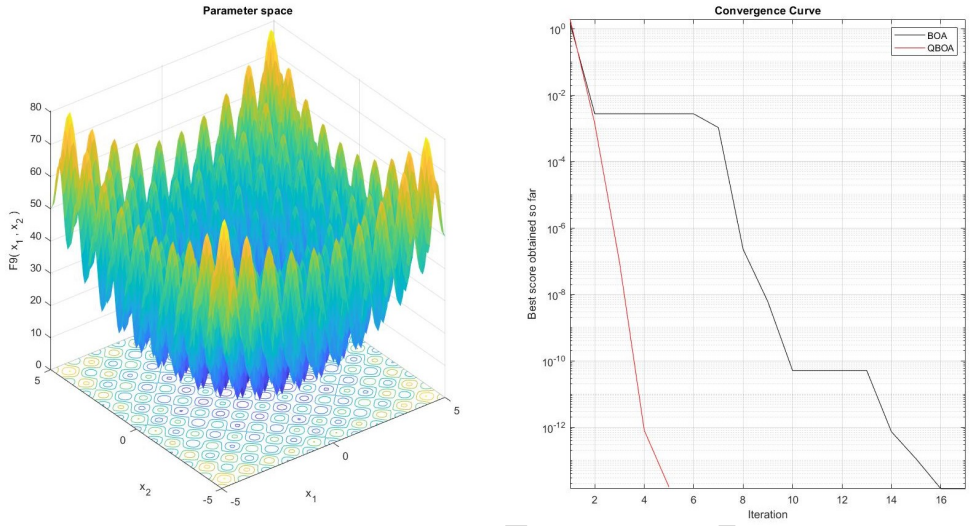 Parameter space
80
70
60
50
40
30
20
10
0
F9( x1 , x2 )
5
0
-5
x2
-5
0
5
x1
Convergence Curve
BOA
QBOA
10^0
10^-2
10^-4
10^-6
10^-8
10^-10
10^-12
Best score obtained so far
2 4 6 8 10 12 14 16
Iteration